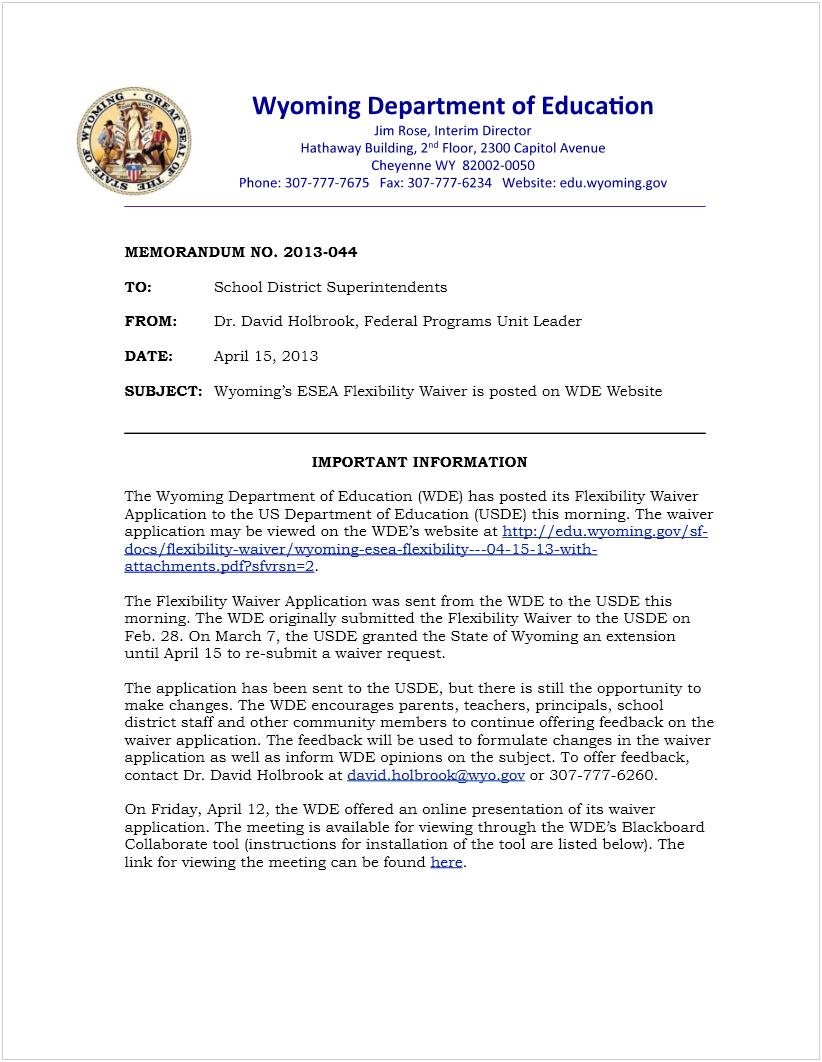 GREAT SEAL OF THE STATE OF WYOMING
Wyoming Department of Education
Jim Rose, Interim Director
Hathaway Building, 2nd Floor, 2300 Capitol Avenue
Cheyenne WY  82002-0050
Phone: 307-777-7675   Fax: 307-777-6234   Website: edu.wyoming.gov
MEMORANDUM NO. 2013-044
TO: School District Superintendents
FROM: Dr. David Holbrook, Federal Programs Unit Leader
DATE: April 15, 2013
SUBJECT: Wyoming’s ESEA Flexibility Waiver is posted on WDE Website
IMPORTANT INFORMATION
The Wyoming Department of Education (WDE) has posted its Flexibility Waiver
Application to the US Department of Education (USDE) this morning. The waiver
application may be viewed on the WDE’s website at http://edu.wyoming.gov/sf-
docs/flexibility-waiver/wyoming-esea-flexibility---04-15-13-with-
attachments.pdf?sfvrsn=2.
The Flexibility Waiver Application was sent from the WDE to the USDE this
morning. The WDE originally submitted the Flexibility Waiver to the USDE on
Feb. 28. On March 7, the USDE granted the State of Wyoming an extension
until April 15 to re-submit a waiver request.
The application has been sent to the USDE, but there is still the opportunity to
make changes. The WDE encourages parents, teachers, principals, school
district staff and other community members to continue offering feedback on the
waiver application. The feedback will be used to formulate changes in the waiver
application as well as inform WDE opinions on the subject. To offer feedback,
contact Dr. David Holbrook at david.holbrook@wyo.gov or 307-777-6260.
On Friday, April 12, the WDE offered an online presentation of its waiver
application. The meeting is available for viewing through the WDE’s Blackboard
Collaborate tool (instructions for installation of the tool are listed below). The
link for viewing the meeting can be found here.